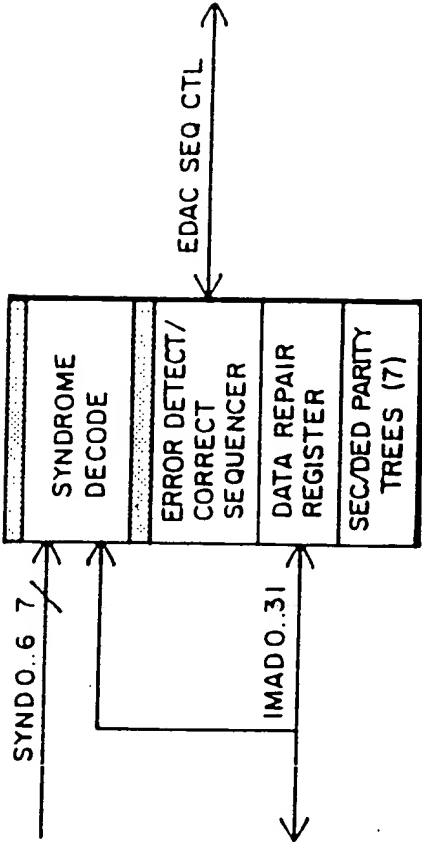 SYND0..6 7
SYNDROME
DECODE
ERROR DETECT/
CORRECT
SEQUENCER
DATA REPAIR
REGISTER
SEC/DED PARITY
TREES (7)
IMAD0..31
EDAC SEQ CTL